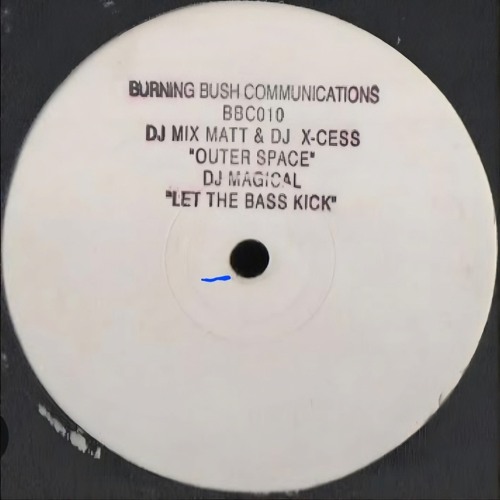 BURNING BUSH COMMUNICATIONS
BBC010
DJ MIX MATT & DJ X-CESS
"OUTER SPACE"
DJ MAGICAL
"LET THE BASS KICK"